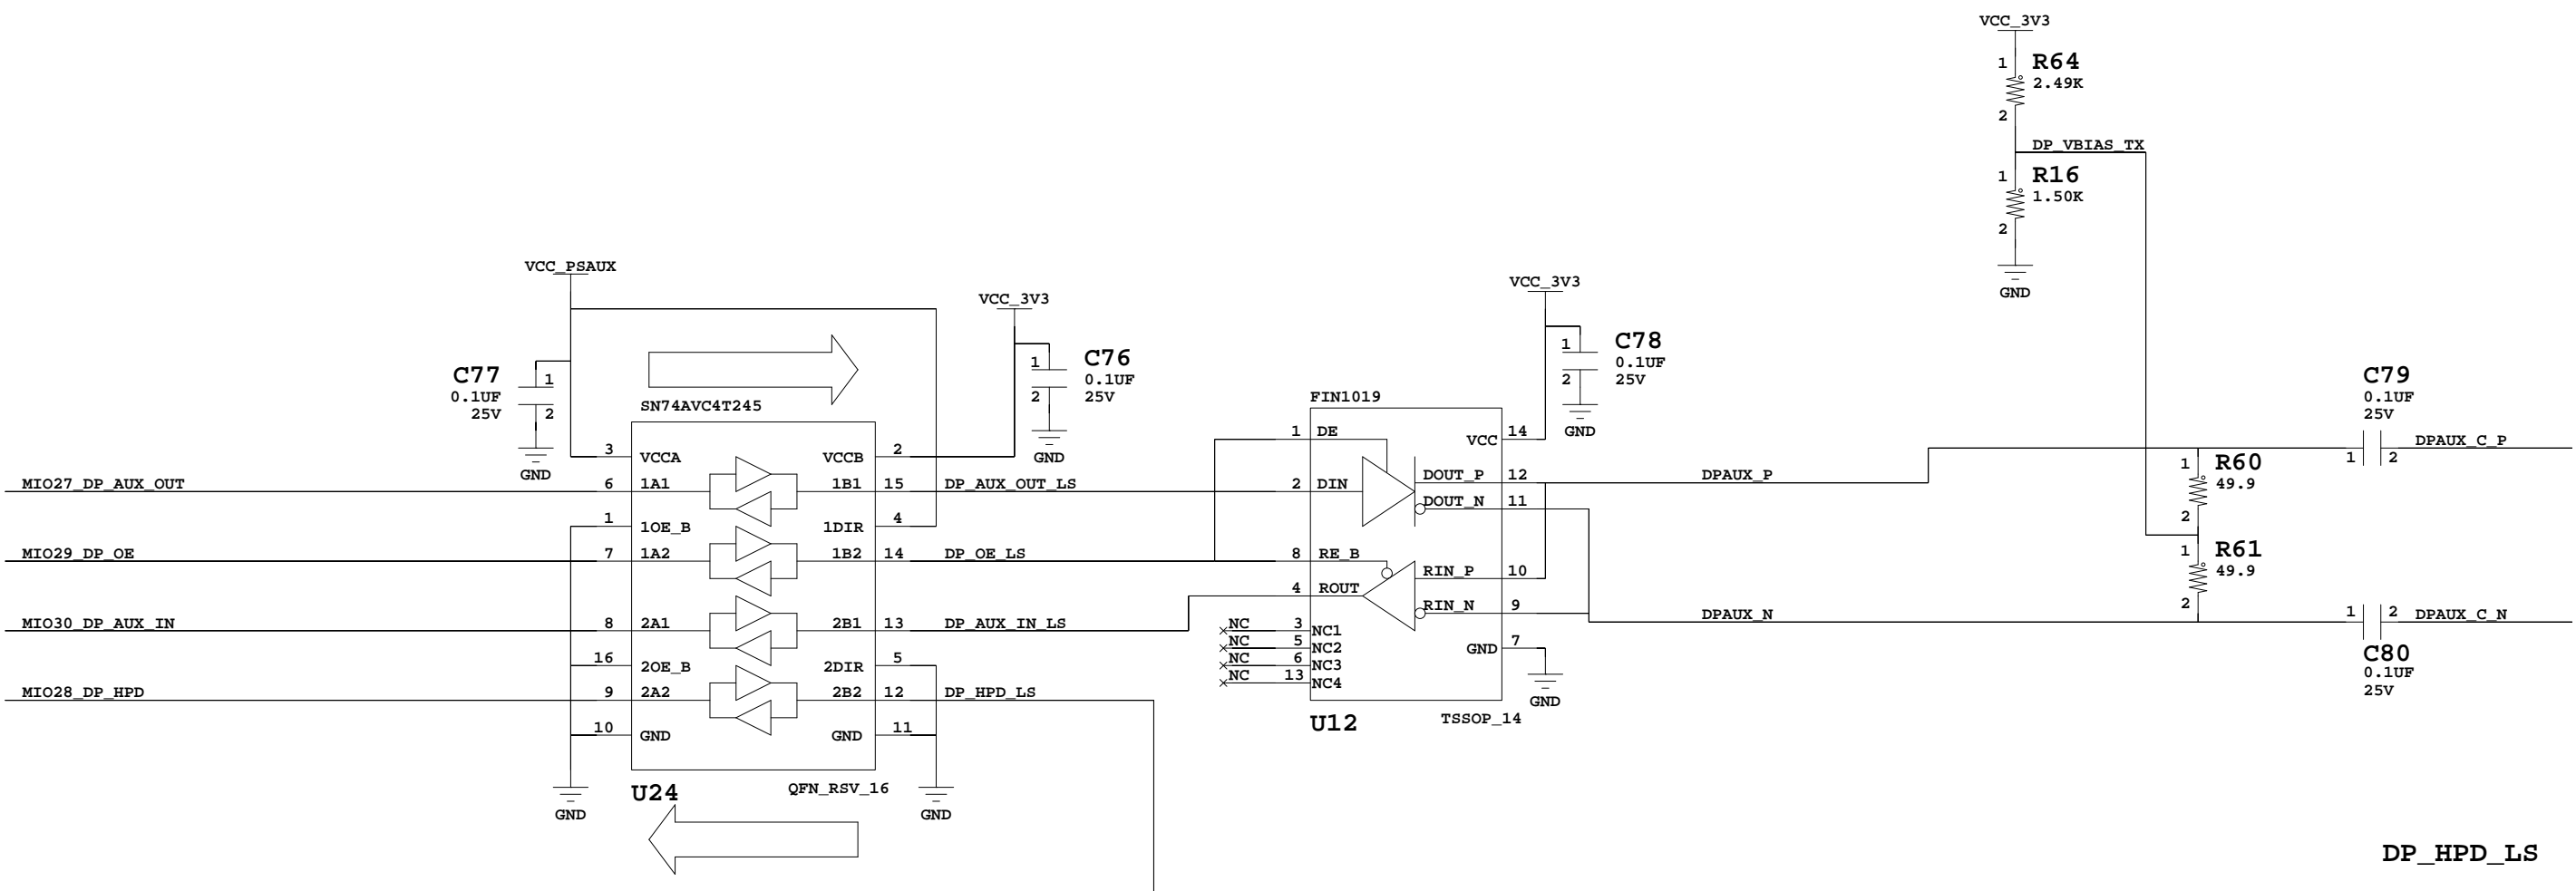 VCC_3V3
1
R64
2.49K
2
DP_VBIAS_TX
1
R16
1.50K
2
GND
VCC_PSAUX
VCC_3V3
VCC_3V3
C77
0.1UF
25V
1
2
GND
C76
0.1UF
25V
1
2
GND
C78
0.1UF
25V
1
2
GND
SN74AVC4T245
3 VCCA
VCCB 2
MIO27_DP_AUX_OUT 6 1A1
1B1 15 DP_AUX_OUT_LS
1 1OE_B
1DIR 4
MIO29_DP_OE 7 1A2
1B2 14 DP_OE_LS
MIO30_DP_AUX_IN 8 2A1
2B1 13 DP_AUX_IN_LS
16 2OE_B
2DIR 5
MIO28_DP_HPD 9 2A2
2B2 12 DP_HPD_LS
10 GND
GND 11
U24
QFN_RSV_16
GND
GND
FIN1019
1 DE
VCC 14
2 DIN
DOUT_P 12 DPAUX_P
DOUT_N 11
8 RE_B
RIN_P 10
4 ROUT
RIN_N 9 DPAUX_N
NC 3 NC1
NC 5 NC2
NC 6 NC3
NC 13 NC4
GND 7
GND
U12
TSSOP_14
C79
0.1UF
25V
1 2 DPAUX_C_P
1
R60
49.9
2
1
R61
49.9
2
1 2 DPAUX_C_N
C80
0.1UF
25V
DP_HPD_LS